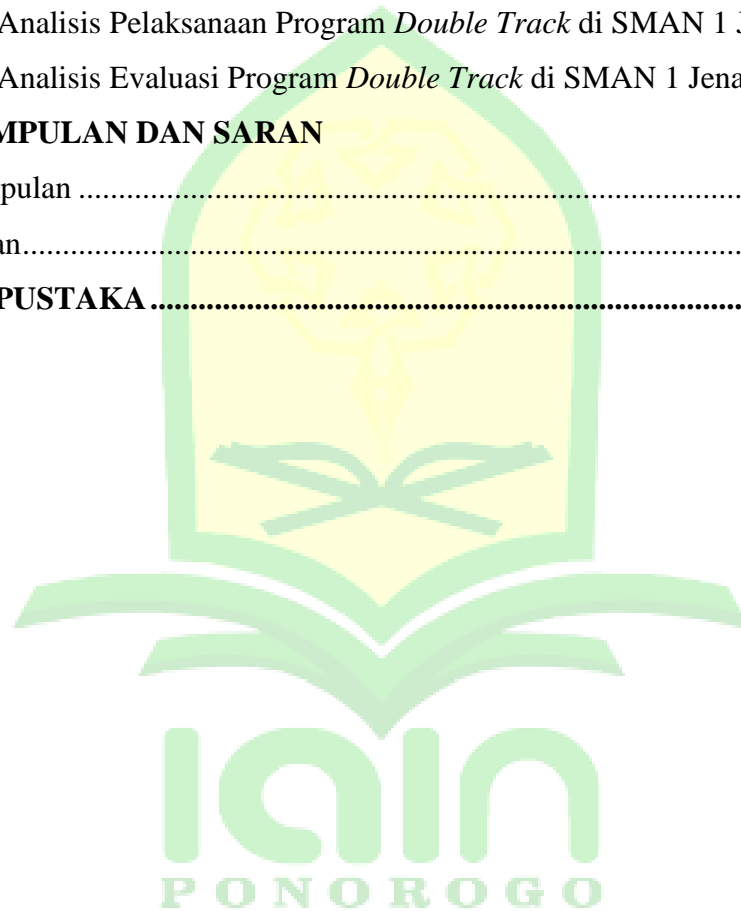 Analisis Pelaksanaan Program Double Track di SMAN 1 J
Analisis Evaluasi Program Double Track di SMAN 1 Jena
MPULAN DAN SARAN
pulan ....................................................................................
an...........................................................................................
PUSTAKA ...........................................................................
iain
PONOROGO